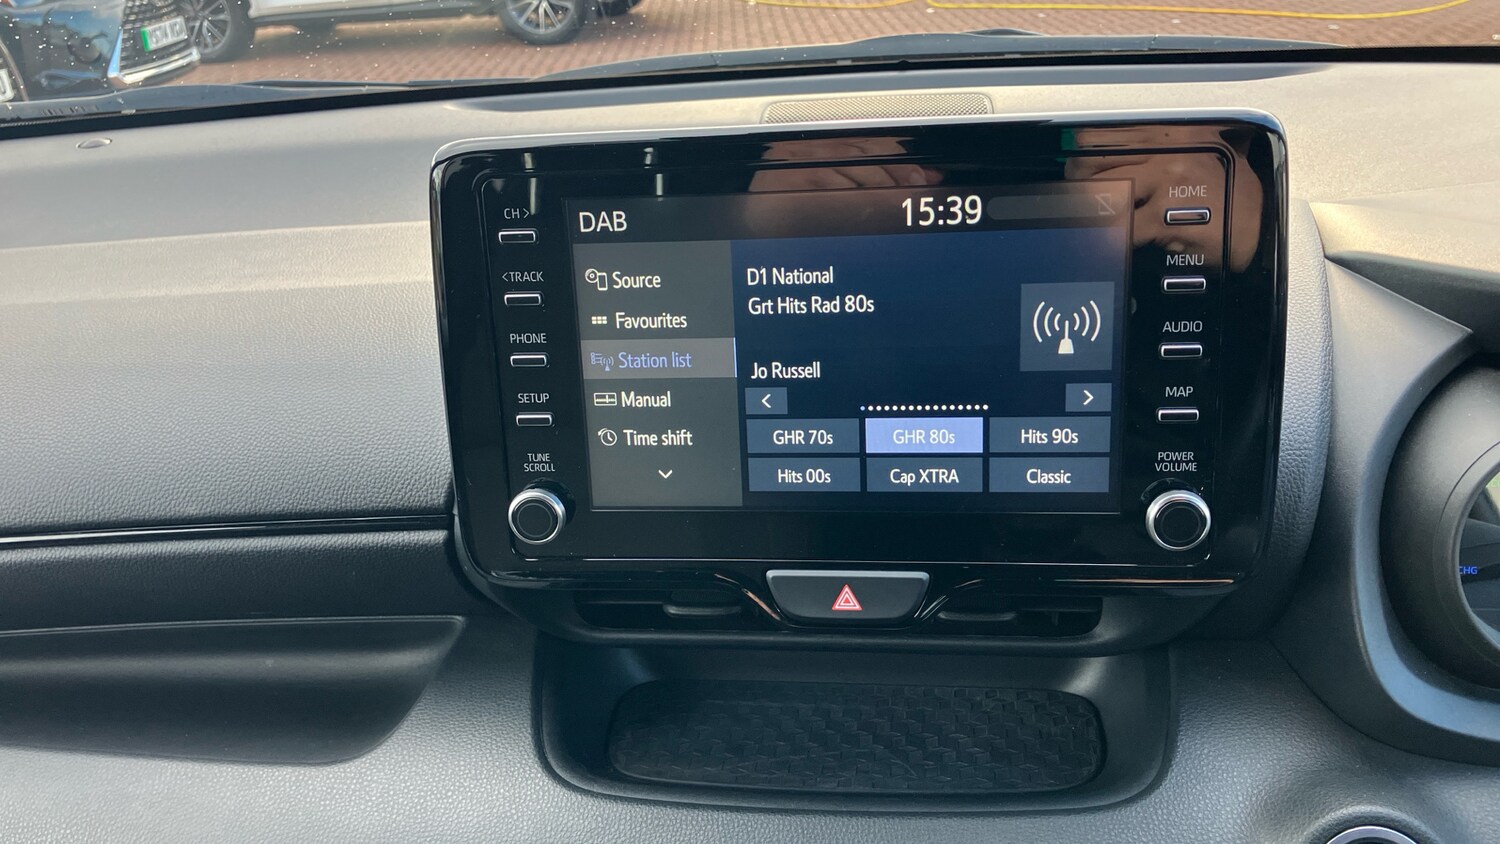 CH >
< TRACK
PHONE
SETUP
TUNE
SCROLL
DAB
15:39
Source
Favourites
Station list
Manual
Time shift
D1 National
Grt Hits Rad 80s
Jo Russell
<
>
GHR 70s
GHR 80s
Hits 90s
Hits 00s
Cap XTRA
Classic
HOME
MENU
AUDIO
MAP
POWER
VOLUME
CHG